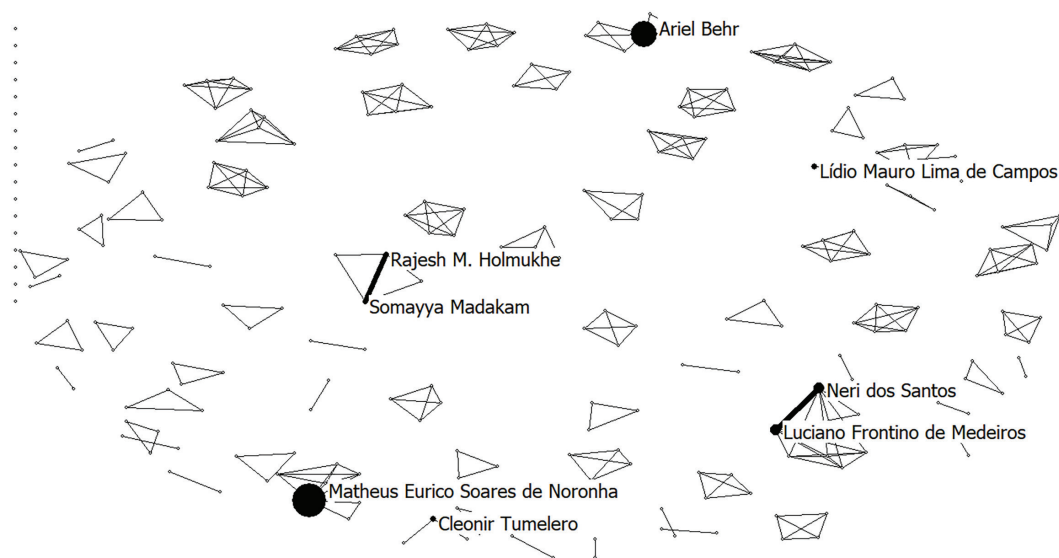 Ariel Behr
Lídio Mauro Lima de Campos
Rajesh M. Holmukhe
Somayya Madakam
Neri dos Santos
Luciano Frontino de Medeiros
Matheus Eurico Soares de Noronha
Cleonir Tumelero